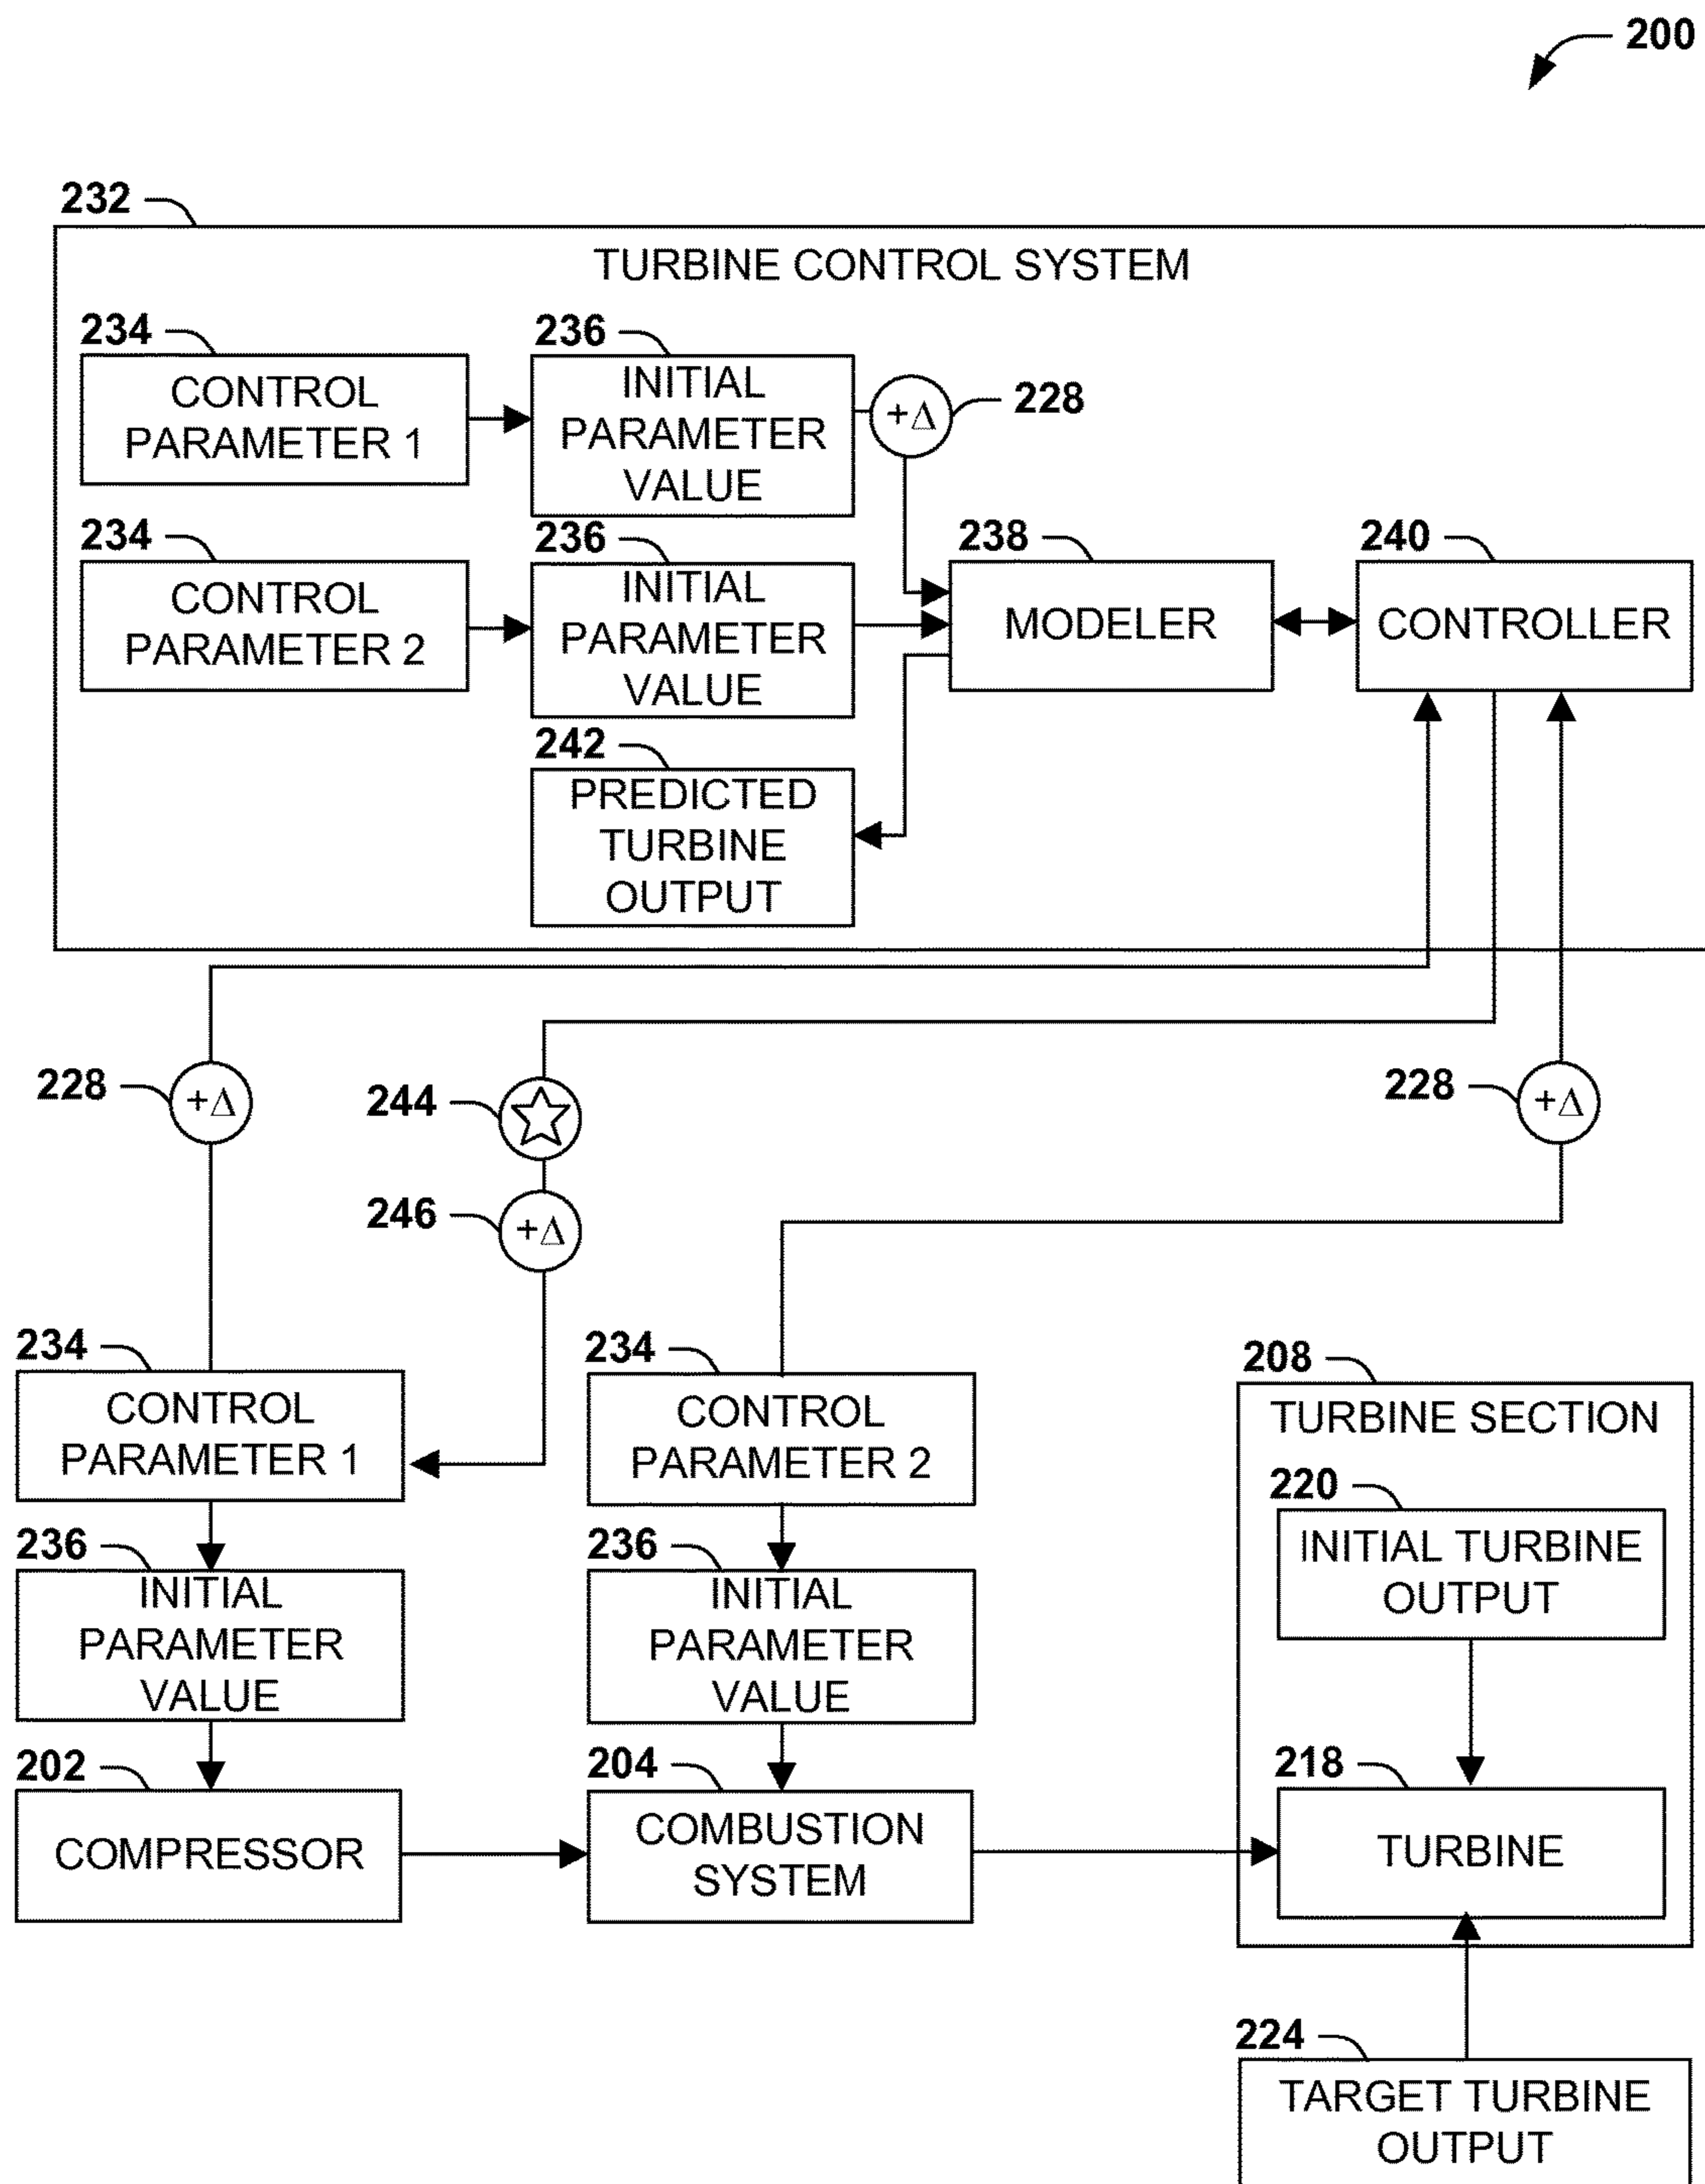 200
232
TURBINE CONTROL SYSTEM
234
CONTROL
PARAMETER 1
236
INITIAL
PARAMETER
VALUE
+Δ
228
234
CONTROL
PARAMETER 2
236
INITIAL
PARAMETER
VALUE
238
MODELER
240
CONTROLLER
242
PREDICTED
TURBINE
OUTPUT
228
+Δ
244
246
+Δ
228
+Δ
234
CONTROL
PARAMETER 1
234
CONTROL
PARAMETER 2
208
TURBINE SECTION
220
INITIAL TURBINE
OUTPUT
236
INITIAL
PARAMETER
VALUE
236
INITIAL
PARAMETER
VALUE
202
COMPRESSOR
204
COMBUSTION
SYSTEM
218
TURBINE
224
TARGET TURBINE
OUTPUT